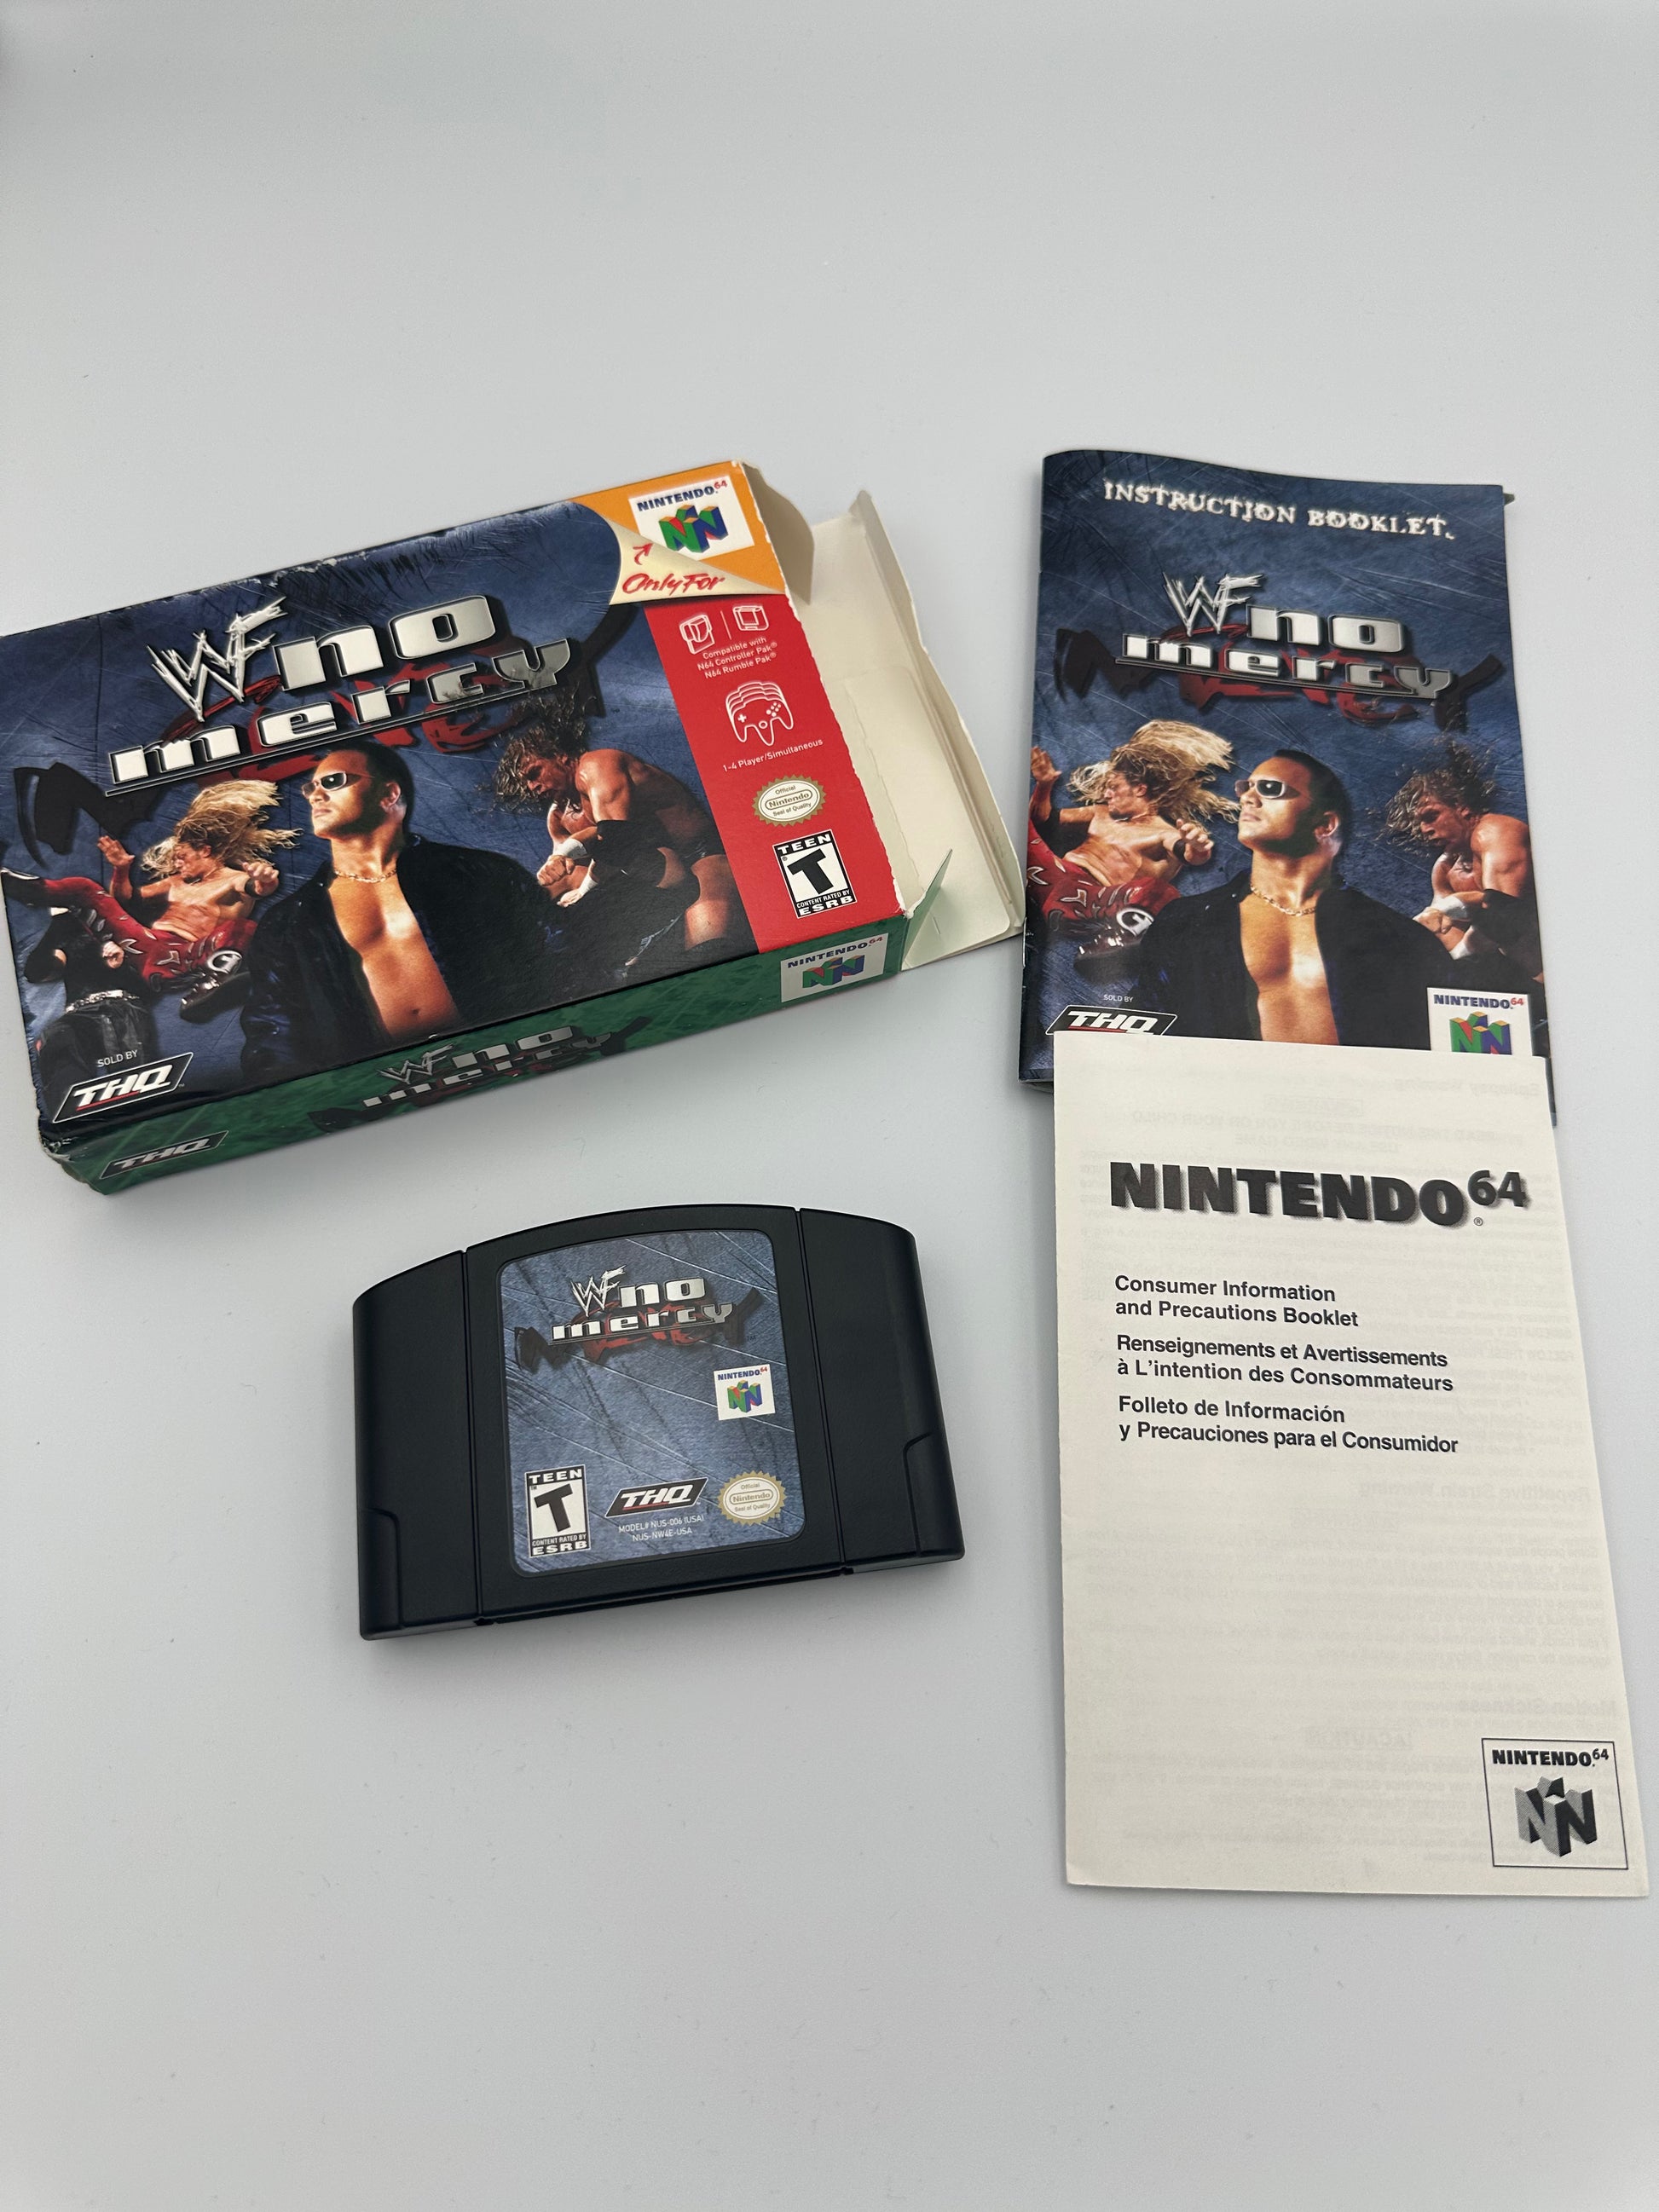 NINTENDO64
Only For
WF no
mercy
Compatible with
N64 Controller Pak®
N64 Rumble Pak®
1-4 Player/Simultaneous
Official
Nintendo
Seal of Quality
TEEN
T
CONTENT RATED BY
ESRB
SOLD BY
THQ
NINTENDO64
WF no
mercy
THQ
INSTRUCTION BOOKLET
WF no
mercy
SOLD BY
THQ
NINTENDO64
WF no
mercy
NINTENDO64
TEEN
T
CONTENT RATED BY
ESRB
THQ
MODEL# NUS-006 (USA)
NUS-NW4E-USA
Official
Nintendo
Seal of Quality
NINTENDO64®
Consumer Information
and Precautions Booklet
Renseignements et Avertissements
à L'intention des Consommateurs
Folleto de Información
y Precauciones para el Consumidor
NINTENDO64